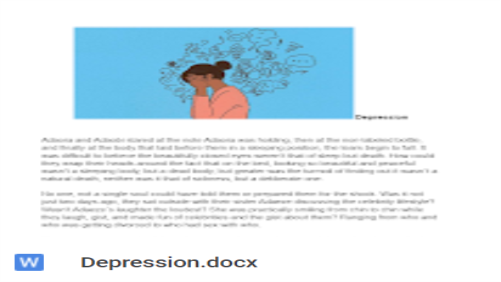 Depression
and stared at the note was holding, then at the bottle,
and finally at the body that laid before them in a sleeping position, the tears began to fall. It
was difficult to believe the beautifully closed eyes weren't that of sleep but death. How could
they wrap their heads around the fact that on the bed, looking so beautiful and peaceful
wasn't a sleeping body but a dead body, but greater was the turmoil of finding out it wasn't a
natural death, neither was it that of sickness, but a deliberate one.
No one, not a single soul could have told them or prepared them for the shock. Was it not
just two days ago, they sat outside with their sister discussing the celebrity lifestyle?
Wasn't laughter the loudest? She was practically smiling from chin to chin while
they laugh, gist, and made fun of celebrities and the gist about them? Ranging from who and
who was getting divorced to who had sex with who.
W Depression.docx